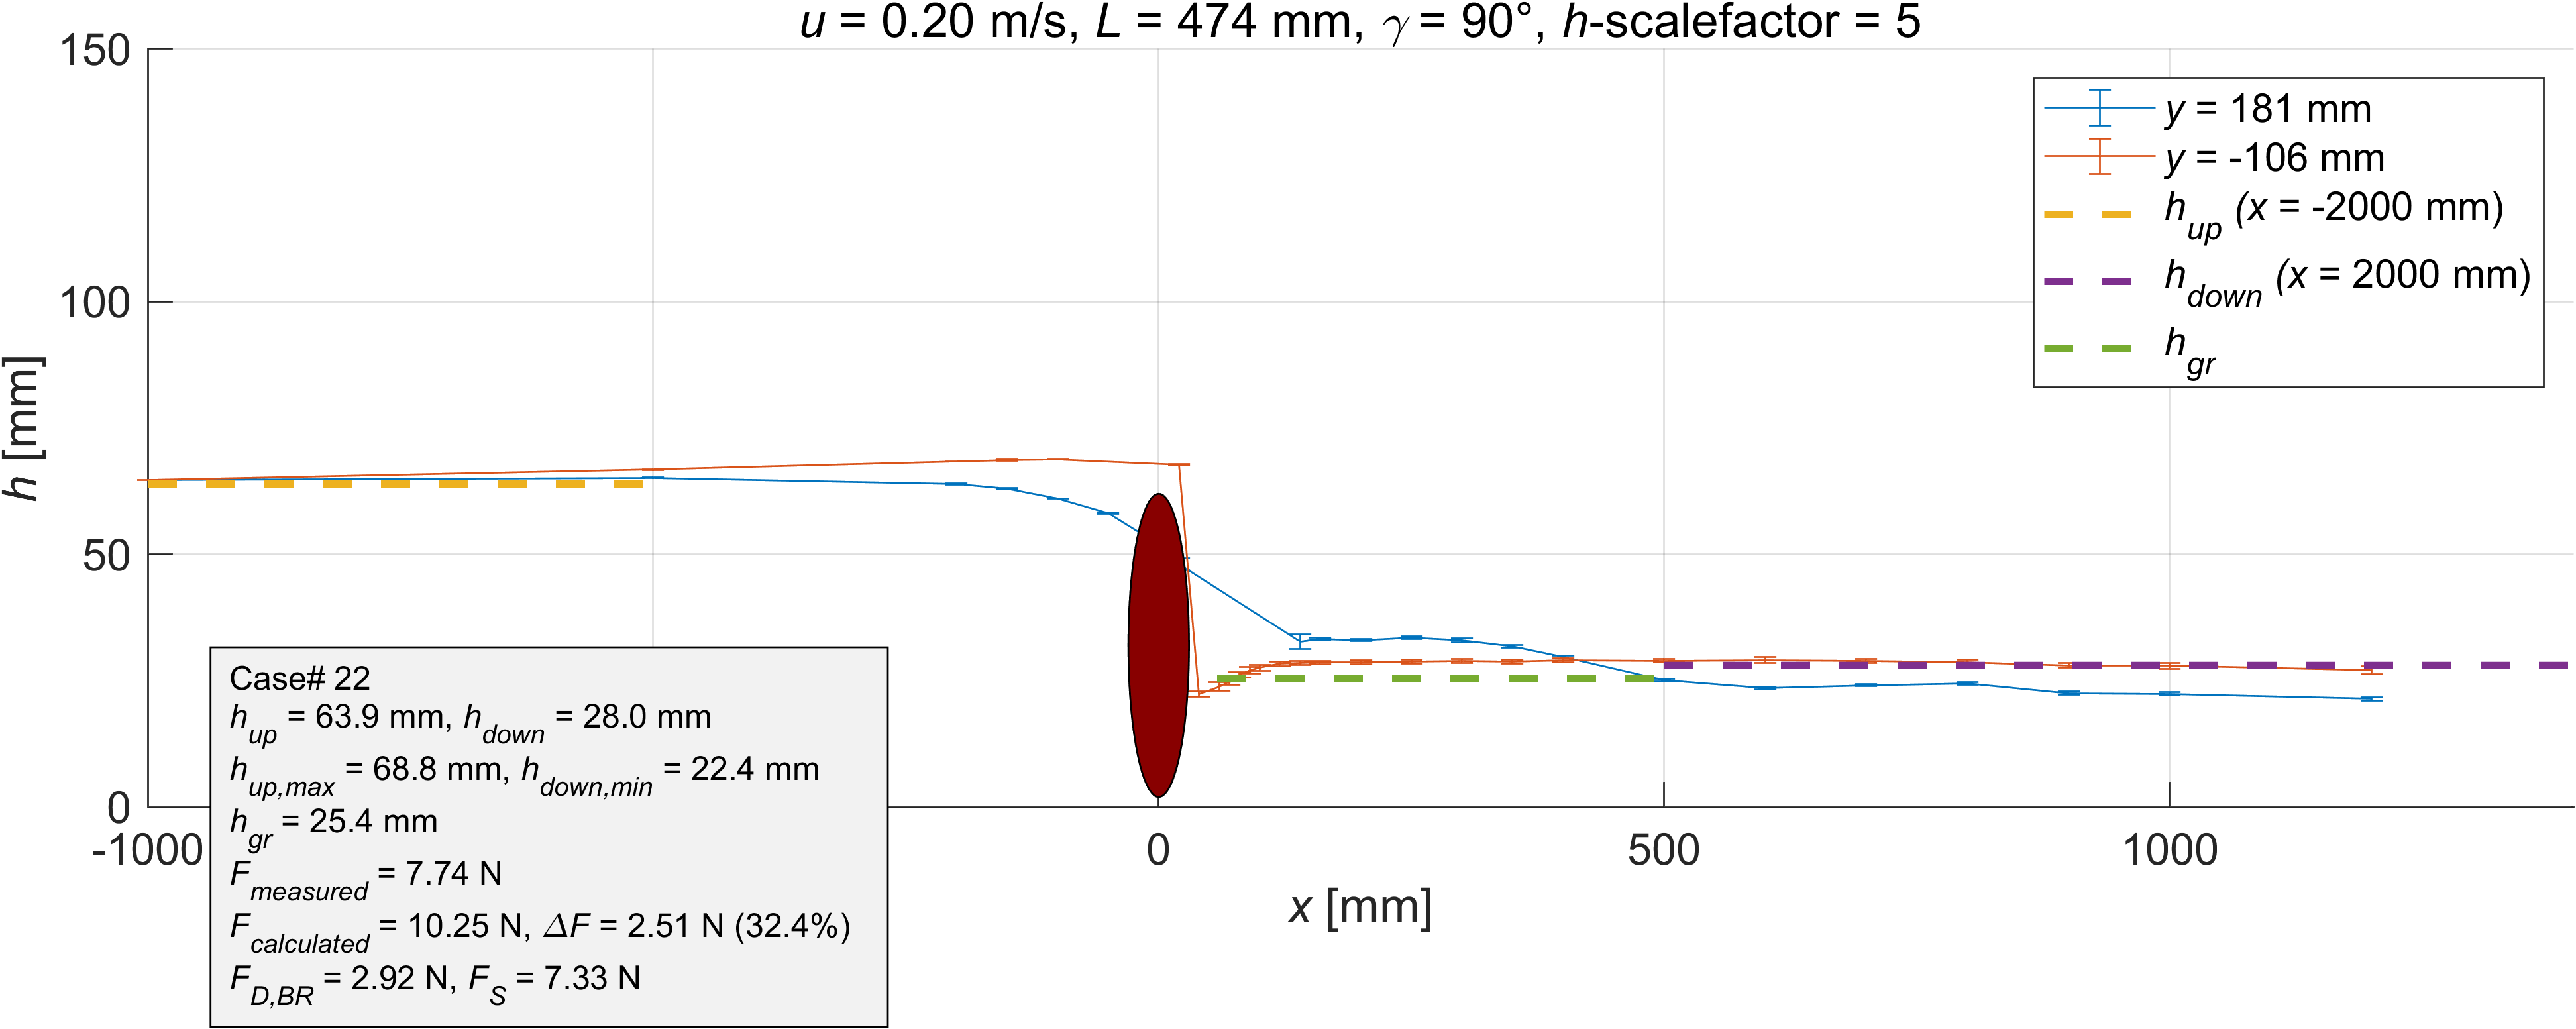 u = 0.20 m/s, L = 474 mm, γ = 90°, h-scalefactor = 5
150
100
50
0
h [mm]
-1000
0
500
1000
x [mm]
y = 181 mm
y = -106 mm
h_up (x = -2000 mm)
h_down (x = 2000 mm)
h_gr
Case# 22
h_up = 63.9 mm, h_down = 28.0 mm
h_up,max = 68.8 mm, h_down,min = 22.4 mm
h_gr = 25.4 mm
F_measured = 7.74 N
F_calculated = 10.25 N, ΔF = 2.51 N (32.4%)
F_D,BR = 2.92 N, F_S = 7.33 N